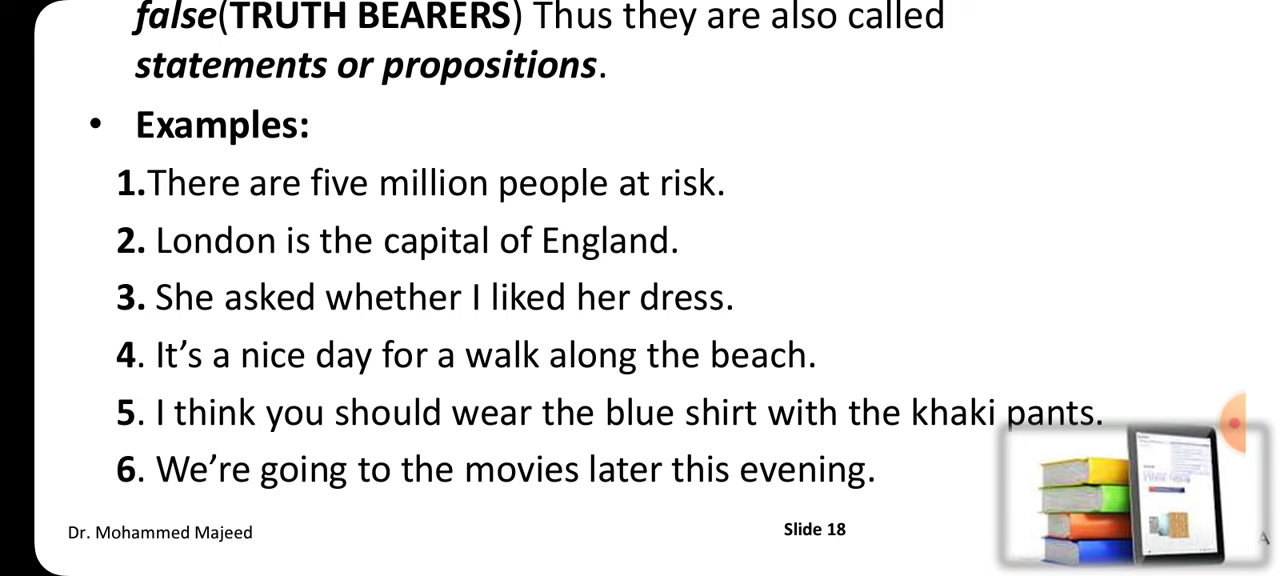 false(TRUTH BEARERS) Thus they are also called
statements or propositions.
• Examples:
1.There are five million people at risk.
2. London is the capital of England.
3. She asked whether I liked her dress.
4. It’s a nice day for a walk along the beach.
5. I think you should wear the blue shirt with the khaki pants.
6. We’re going to the movies later this evening.
Dr. Mohammed Majeed
Slide 18
A